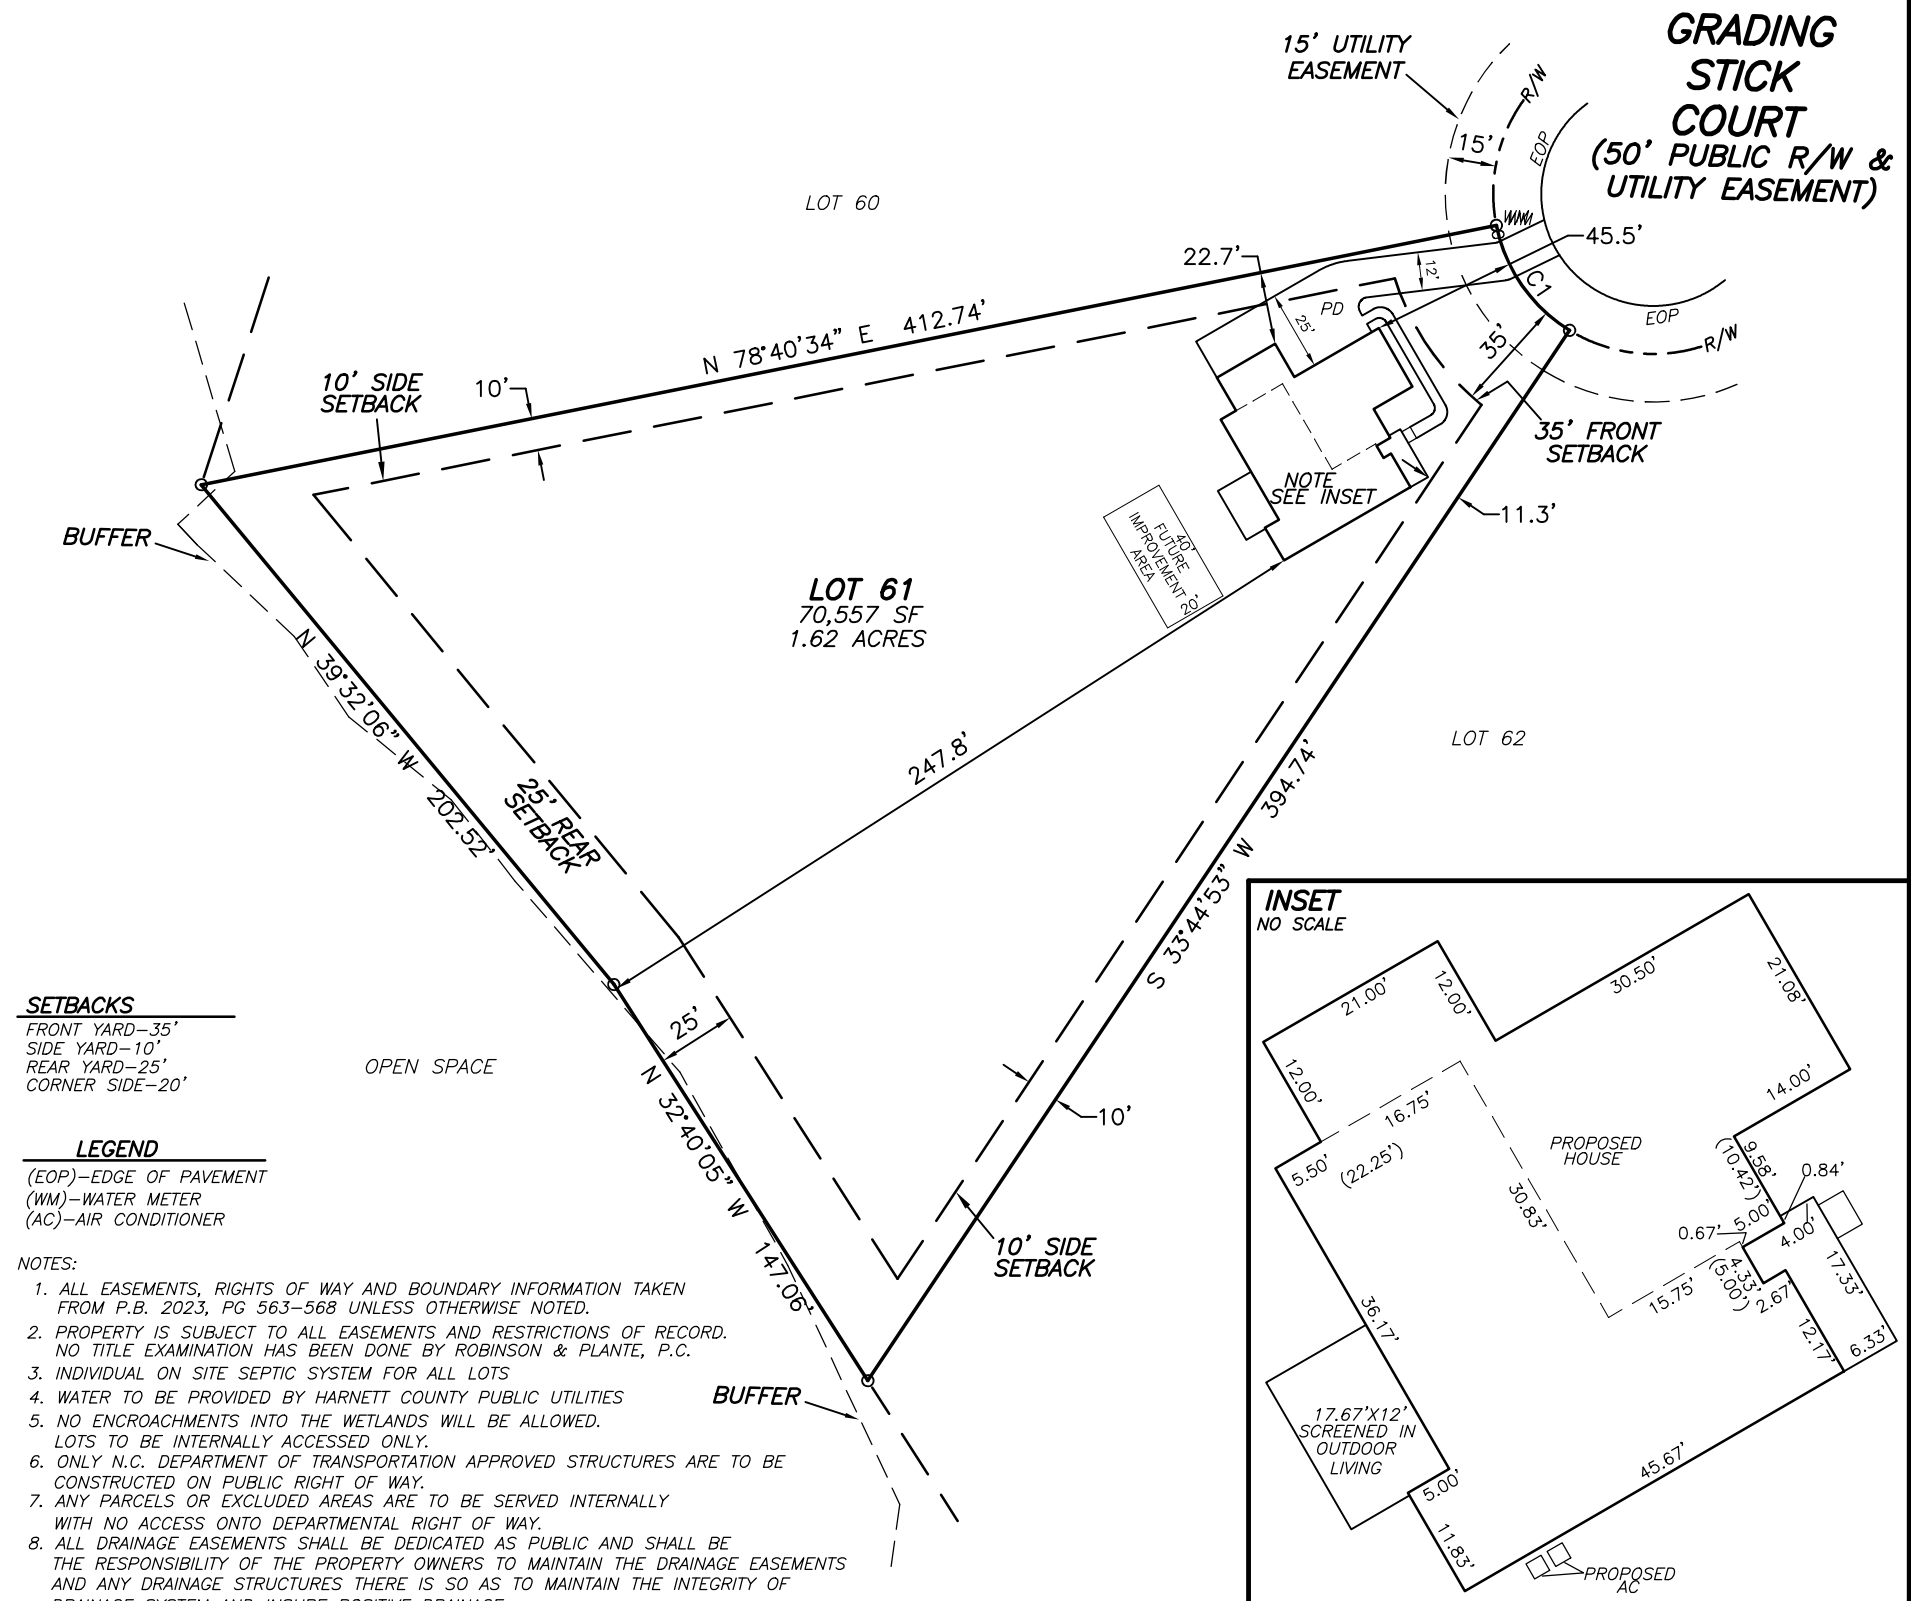 GRADING
STICK
COURT
(50' PUBLIC R/W &
UTILITY EASEMENT)
15' UTILITY
EASEMENT
R/W
15'
EOP
WM
45.5'
C1
EOP
R/W
LOT 60
22.7'
12'
PD
25'
35'
35' FRONT
SETBACK
N 78°40'34" E 412.74'
10' SIDE
SETBACK
10'
NOTE
SEE INSET
11.3'
BUFFER
40'
FUTURE
IMPROVEMENT
AREA
20'
LOT 61
70,557 SF
1.62 ACRES
N 39°32'06" W 202.52'
25' REAR
SETBACK
247.8'
LOT 62
S 33°44'53" W 394.74'
25'
N 32°40'05" W 147.06'
OPEN SPACE
10'
10' SIDE
SETBACK
BUFFER
SETBACKS
FRONT YARD-35'
SIDE YARD-10'
REAR YARD-25'
CORNER SIDE-20'
LEGEND
(EOP)-EDGE OF PAVEMENT
(WM)-WATER METER
(AC)-AIR CONDITIONER
NOTES:
1. ALL EASEMENTS, RIGHTS OF WAY AND BOUNDARY INFORMATION TAKEN
FROM P.B. 2023, PG 563-568 UNLESS OTHERWISE NOTED.
2. PROPERTY IS SUBJECT TO ALL EASEMENTS AND RESTRICTIONS OF RECORD.
NO TITLE EXAMINATION HAS BEEN DONE BY ROBINSON & PLANTE, P.C.
3. INDIVIDUAL ON SITE SEPTIC SYSTEM FOR ALL LOTS
4. WATER TO BE PROVIDED BY HARNETT COUNTY PUBLIC UTILITIES
5. NO ENCROACHMENTS INTO THE WETLANDS WILL BE ALLOWED.
LOTS TO BE INTERNALLY ACCESSED ONLY.
6. ONLY N.C. DEPARTMENT OF TRANSPORTATION APPROVED STRUCTURES ARE TO BE
CONSTRUCTED ON PUBLIC RIGHT OF WAY.
7. ANY PARCELS OR EXCLUDED AREAS ARE TO BE SERVED INTERNALLY
WITH NO ACCESS ONTO DEPARTMENTAL RIGHT OF WAY.
8. ALL DRAINAGE EASEMENTS SHALL BE DEDICATED AS PUBLIC AND SHALL BE
THE RESPONSIBILITY OF THE PROPERTY OWNERS TO MAINTAIN THE DRAINAGE EASEMENTS
AND ANY DRAINAGE STRUCTURES THERE IS SO AS TO MAINTAIN THE INTEGRITY OF
DRAINAGE SYSTEM AND INSURE POSITIVE DRAINAGE
INSET
NO SCALE
21.00'
12.00'
30.50'
21.08'
12.00'
16.75'
14.00'
5.50'
(22.25')
PROPOSED
HOUSE
9.58'
(10.42')
0.84'
30.83'
0.67'
5.00'
4.00'
4.33'
(5.00')
17.33'
15.75'
2.67'
36.17'
12.17'
6.33'
17.67'X12'
SCREENED IN
OUTDOOR
LIVING
5.00'
45.67'
11.83'
PROPOSED
AC